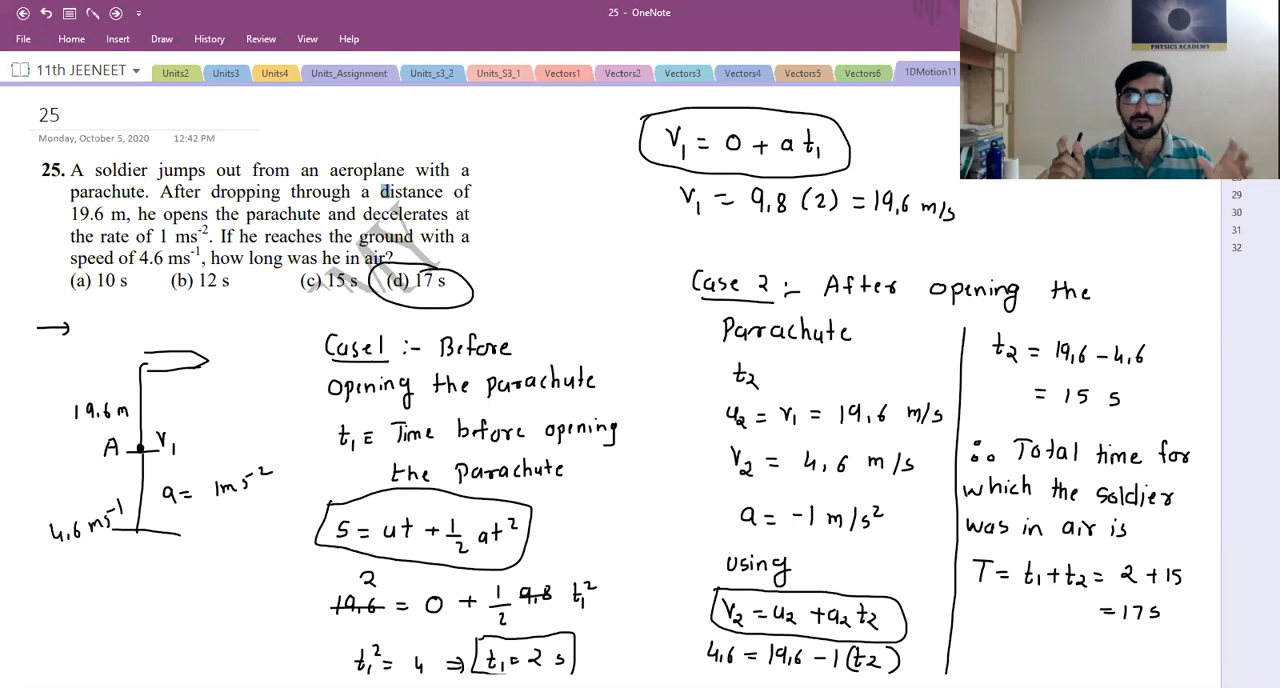 25 - OneNote
PHYSICS ACADEMY
File Home Insert Draw History Review View Help
11th JEENEET Units2 Units3 Units4 Units_Assignment Units_s3_2 Units_S3_1 Vectors1 Vectors2 Vectors3 Vectors4 Vectors5 Vectors6 1DMotion11
25
Monday, October 5, 2020 12:42 PM
25. A soldier jumps out from an aeroplane with a
parachute. After dropping through a distance of
19.6 m, he opens the parachute and decelerates at
the rate of 1 ms⁻². If he reaches the ground with a
speed of 4.6 ms⁻¹, how long was he in air?
(a) 10 s (b) 12 s (c) 15 s (d) 17 s
→
19.6 m
A V₁
a = 1ms⁻²
4.6 ms⁻¹
Case1 :- Before
opening the parachute
t₁ ≡ Time before opening
the parachute
S = ut + 1/2 at²
2
19.6 = 0 + 1/2 9.8 t₁²
t₁² = 4 ⇒ t₁ = 2 s
V₁ = 0 + a t₁
V₁ = 9.8 (2) = 19.6 m/s
Case 2 :- After opening the
Parachute
t₂
u₂ = V₁ = 19.6 m/s
V₂ = 4.6 m/s
a = -1 m/s²
using
V₂ = u₂ + a₂t₂
4.6 = 19.6 - 1(t₂)
t₂ = 19.6 - 4.6
= 15 s
∴ Total time for
which the soldier
was in air is
T = t₁ + t₂ = 2 + 15
= 17 s
29
30
31
32